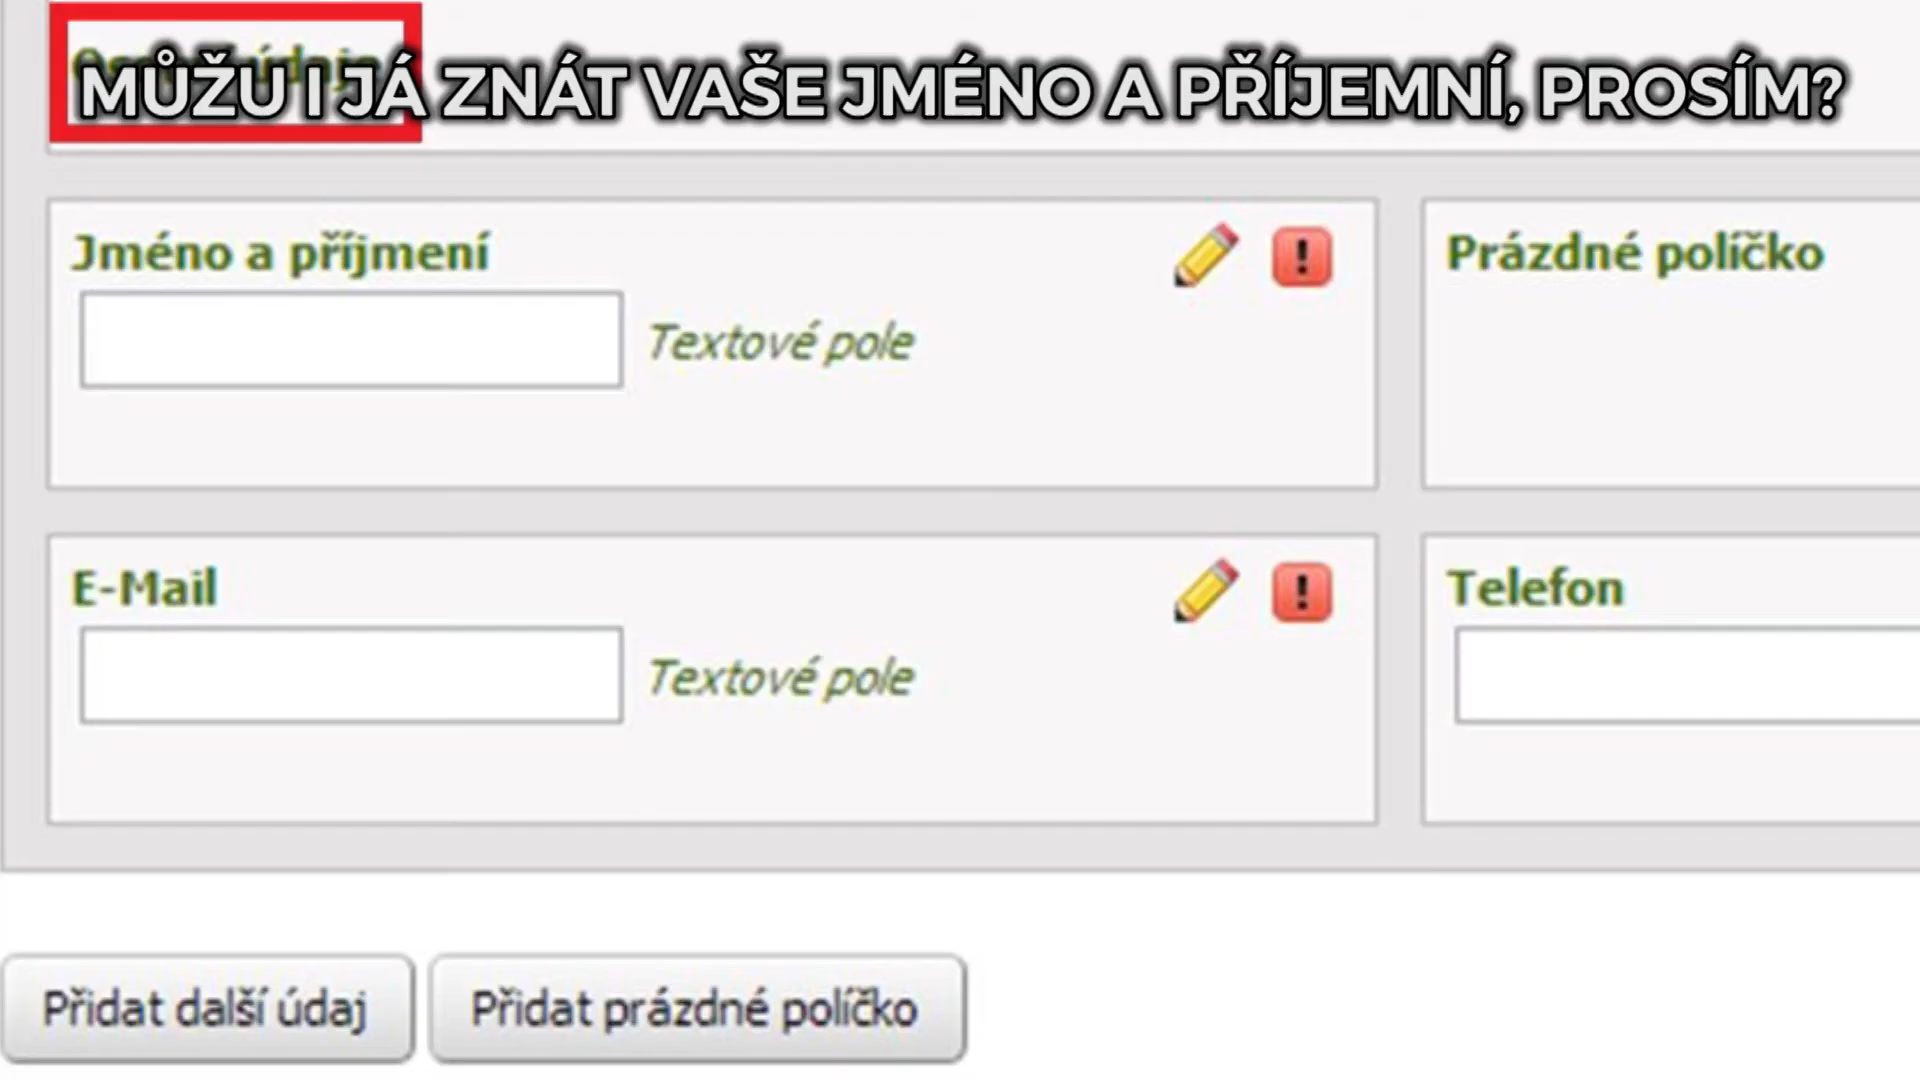 MŮŽU I JÁ ZNÁT VAŠE JMÉNO A PŘÍJEMNÍ, PROSÍM?
Jméno a příjmení
Prázdné políčko
Textové pole
E-Mail
Telefon
Textové pole
Přidat další údaj
Přidat prázdné políčko